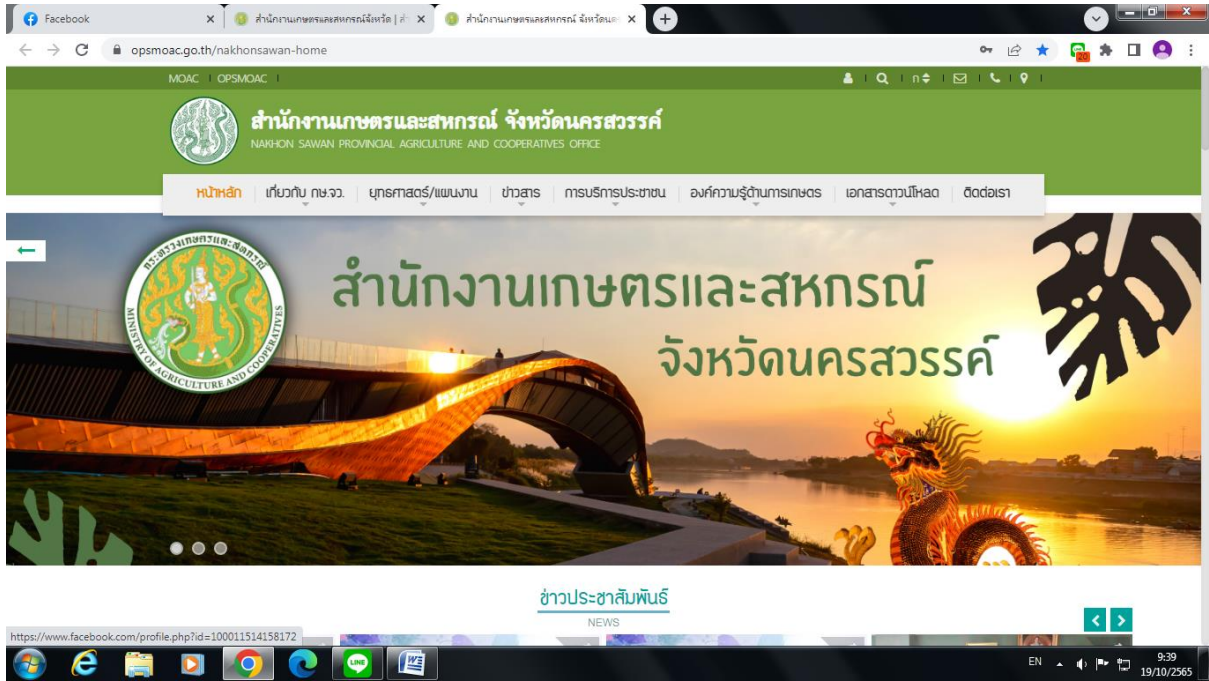 Facebook
สำนักงานเกษตรและสหกรณ์จังหวัด | สำ
สำนักงานเกษตรและสหกรณ์ จังหวัดนค
opsmoac.go.th/nakhonsawan-home
20
MOAC | OPSMOAC |
ก
สำนักงานเกษตรและสหกรณ์ จังหวัดนครสวรรค์
NAKHON SAWAN PROVINCIAL AGRICULTURE AND COOPERATIVES OFFICE
หน้าหลัก เกี่ยวกับ กษ.จว. ยุทธศาสตร์/แผนงาน ข่าวสาร การบริการประชาชน องค์ความรู้ด้านการเกษตร เอกสารดาวน์โหลด ติดต่อเรา
กระทรวงเกษตรและสหกรณ์
MINISTRY OF AGRICULTURE AND COOPERATIVES
สำนักงานเกษตรและสหกรณ์
จังหวัดนครสวรรค์
ข่าวประชาสัมพันธ์
NEWS
https://www.facebook.com/profile.php?id=100011514158172
LINE
EN
9:39
19/10/2565